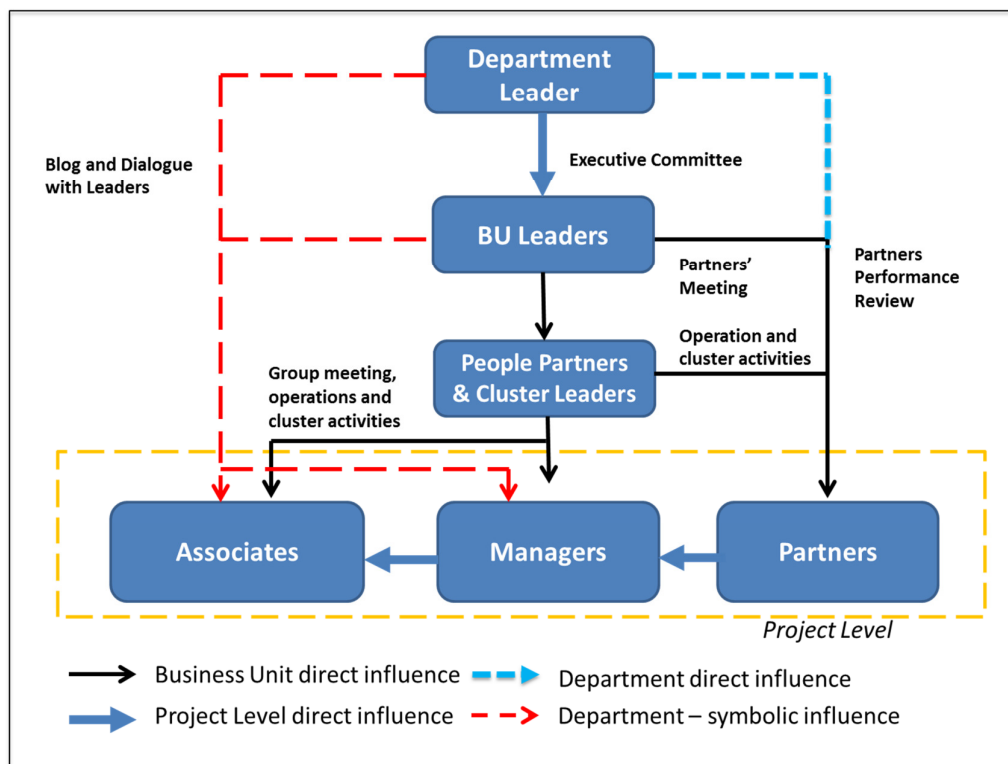 Department
Leader
Blog and Dialogue
with Leaders
Executive Committee
BU Leaders
Partners'
Meeting
Partners
Performance
Review
People Partners
& Cluster Leaders
Operation and
cluster activities
Group meeting,
operations and
cluster activities
Associates
Managers
Partners
Project Level
Business Unit direct influence
Department direct influence
Project Level direct influence
Department – symbolic influence